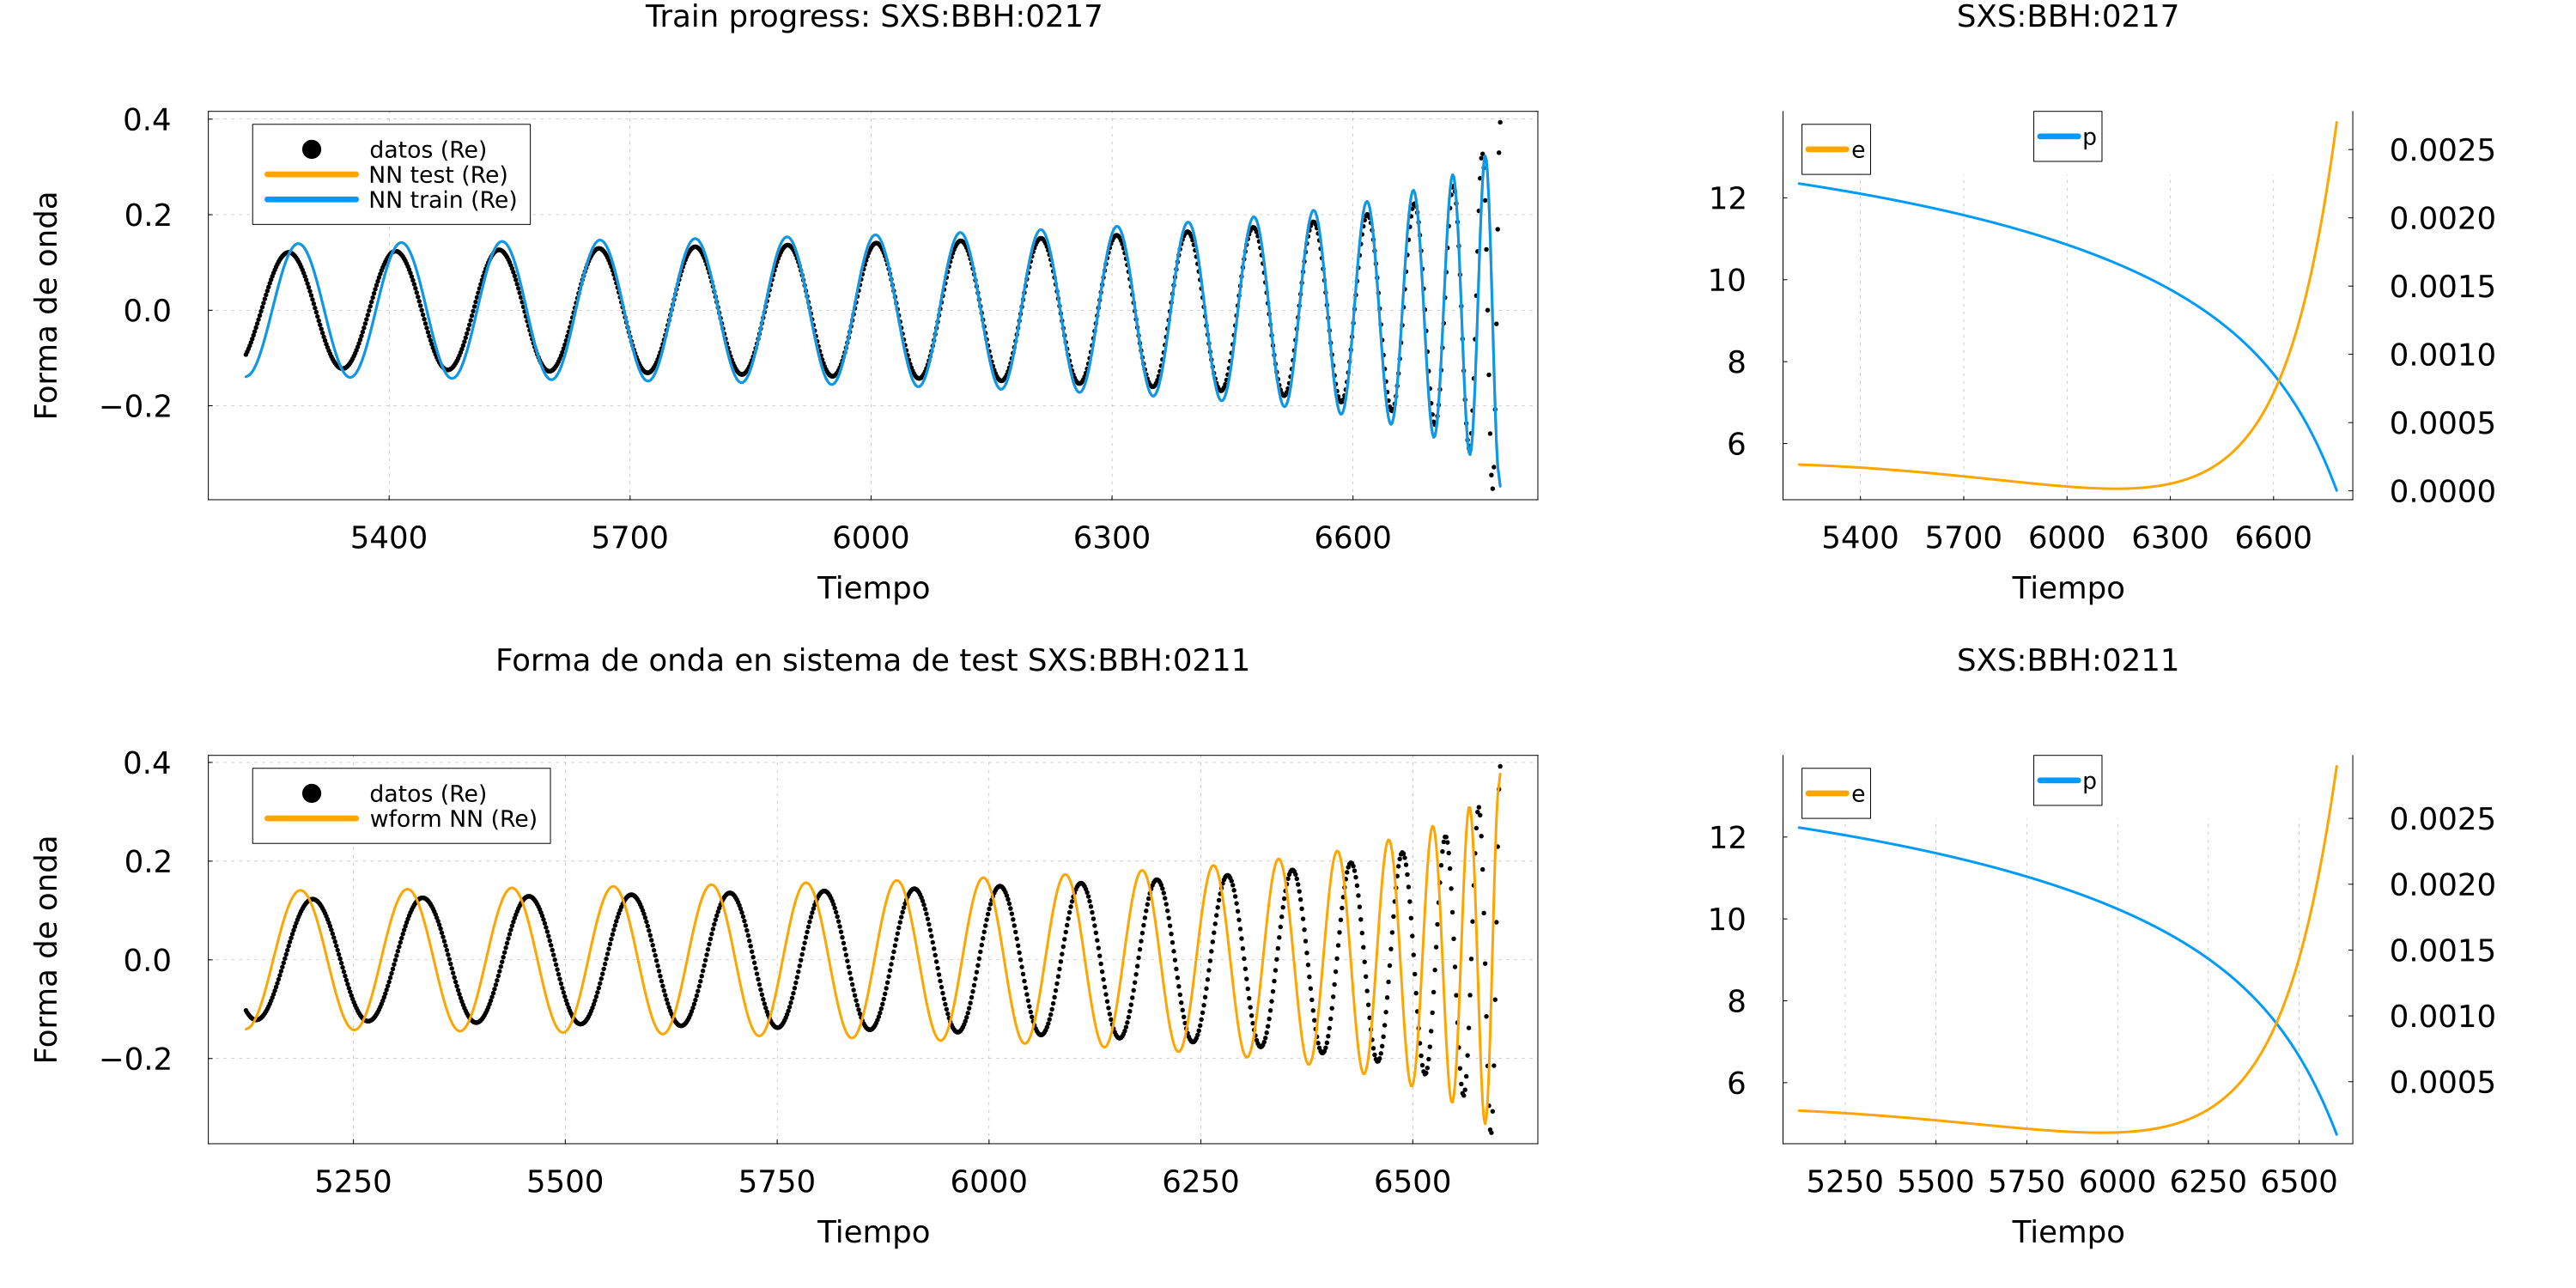 Train progress: SXS:BBH:0217
0.4
0.2
0.0
−0.2
Forma de onda
datos (Re)
NN test (Re)
NN train (Re)
5400 5700 6000 6300 6600
Tiempo
SXS:BBH:0217
12
10
8
6
e
p
0.0025
0.0020
0.0015
0.0010
0.0005
0.0000
5400 5700 6000 6300 6600
Tiempo
Forma de onda en sistema de test SXS:BBH:0211
0.4
0.2
0.0
−0.2
Forma de onda
datos (Re)
wform NN (Re)
5250 5500 5750 6000 6250 6500
Tiempo
SXS:BBH:0211
12
10
8
6
e
p
0.0025
0.0020
0.0015
0.0010
0.0005
5250 5500 5750 6000 6250 6500
Tiempo